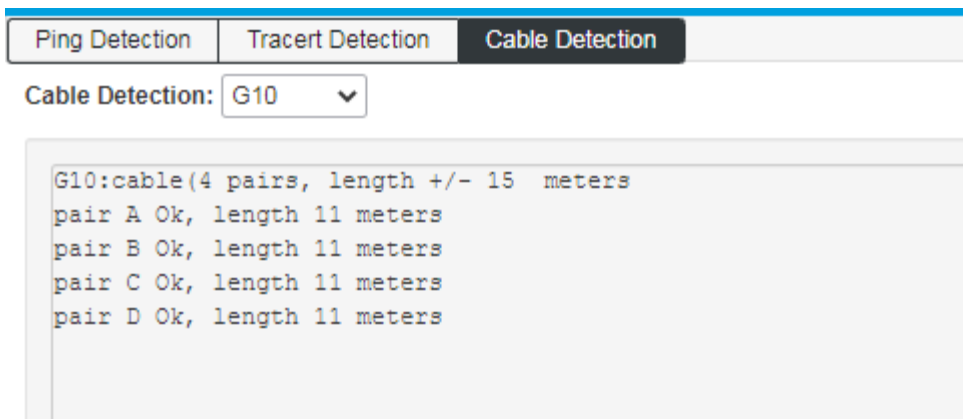 Ping Detection Tracert Detection Cable Detection
Cable Detection: G10
G10:cable(4 pairs, length +/- 15  meters
pair A Ok, length 11 meters
pair B Ok, length 11 meters
pair C Ok, length 11 meters
pair D Ok, length 11 meters